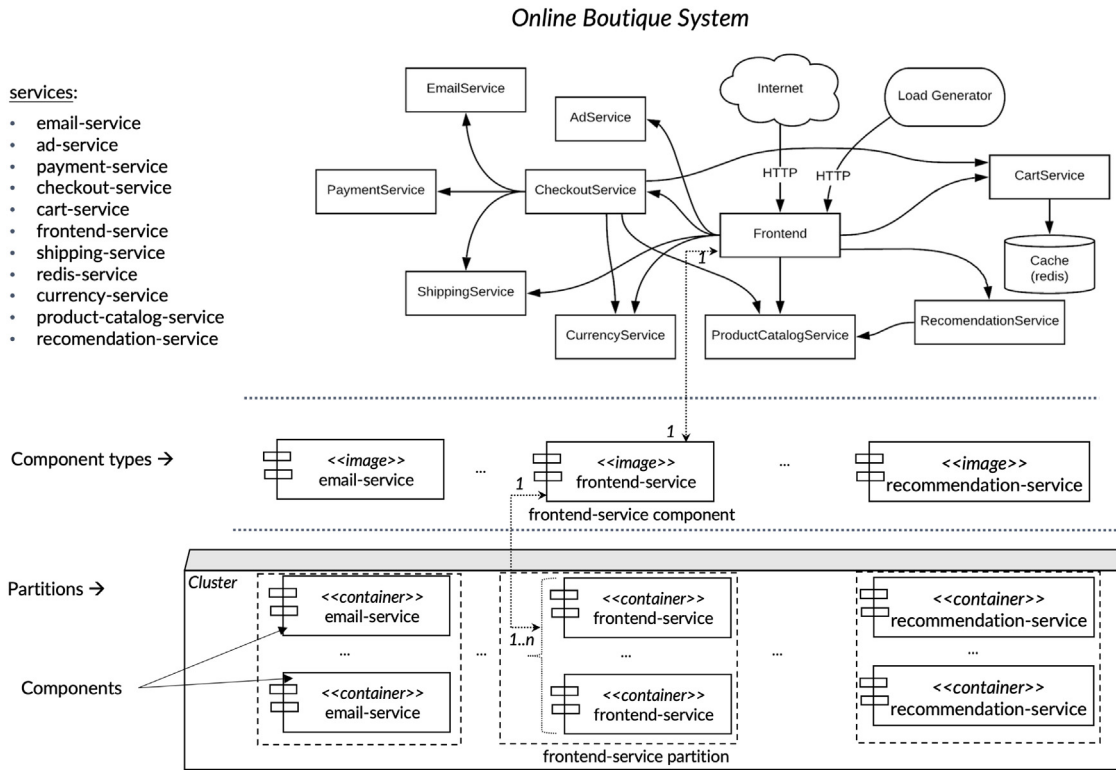 Online Boutique System
services:
• email-service
• ad-service
• payment-service
• checkout-service
• cart-service
• frontend-service
• shipping-service
• redis-service
• currency-service
• product-catalog-service
• recomendation-service
EmailService
AdService
Internet
Load Generator
HTTP
HTTP
PaymentService
CheckoutService
CartService
Frontend
1
Cache
(redis)
ShippingService
CurrencyService
ProductCatalogService
RecomendationService
Component types →
<<image>>
email-service
...
1
<<image>>
frontend-service
1
frontend-service component
...
<<image>>
recommendation-service
Partitions →
Cluster
<<container>>
email-service
...
<<container>>
email-service
Components
...
1..n
<<container>>
frontend-service
...
<<container>>
frontend-service
frontend-service partition
...
<<container>>
recommendation-service
...
<<container>>
recommendation-service